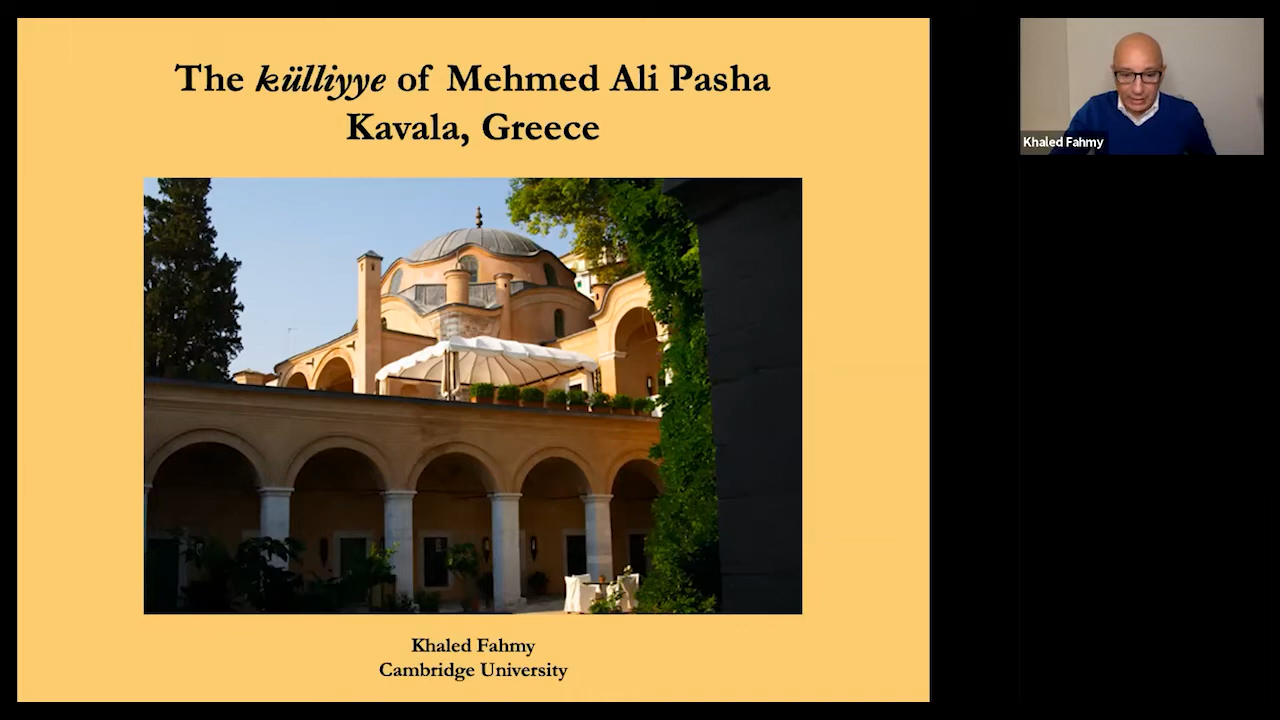 The külliyye of Mehmed Ali Pasha
Kavala, Greece
Khaled Fahmy
Khaled Fahmy
Cambridge University